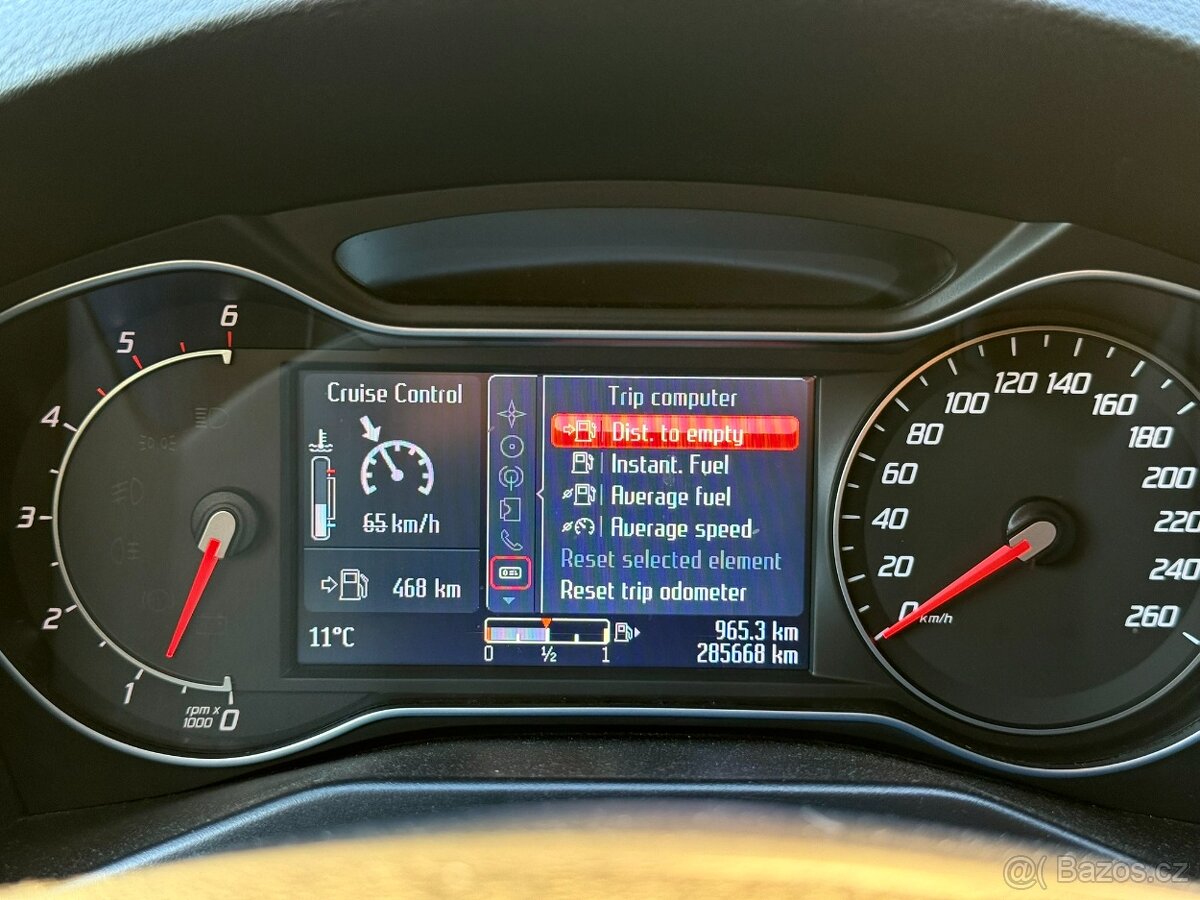 6
5
4
3
2
1
0
rpm x
1000
Cruise Control
65 km/h
468 km
11°C
Trip computer
Dist. to empty
Instant. Fuel
Average fuel
Average speed
Reset selected element
Reset trip odometer
0 ½ 1
965.3 km
285668 km
0
20
40
60
80
100
120
140
160
180
200
220
240
260
km/h
@( Bazos.cz